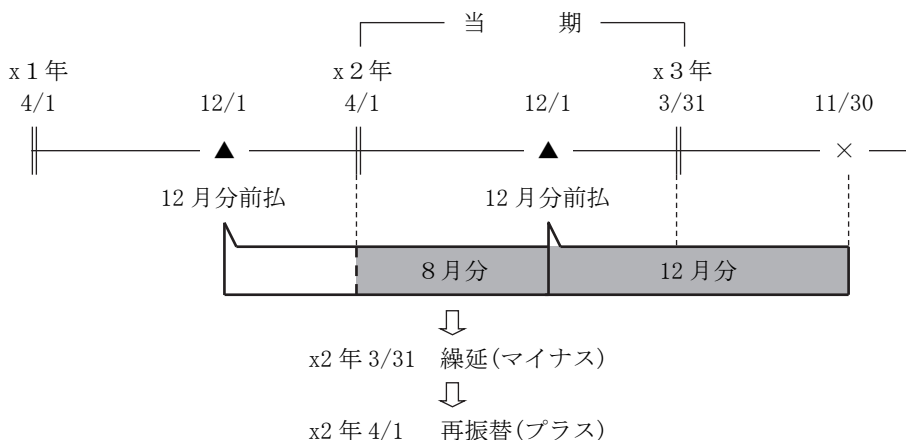 当 期
x1年 x2年 x3年
4/1 12/1 4/1 12/1 3/31 11/30
▲ ▲ ×
12月分前払 12月分前払
8月分 12月分
x2年3/31 繰延(マイナス)
x2年4/1 再振替(プラス)